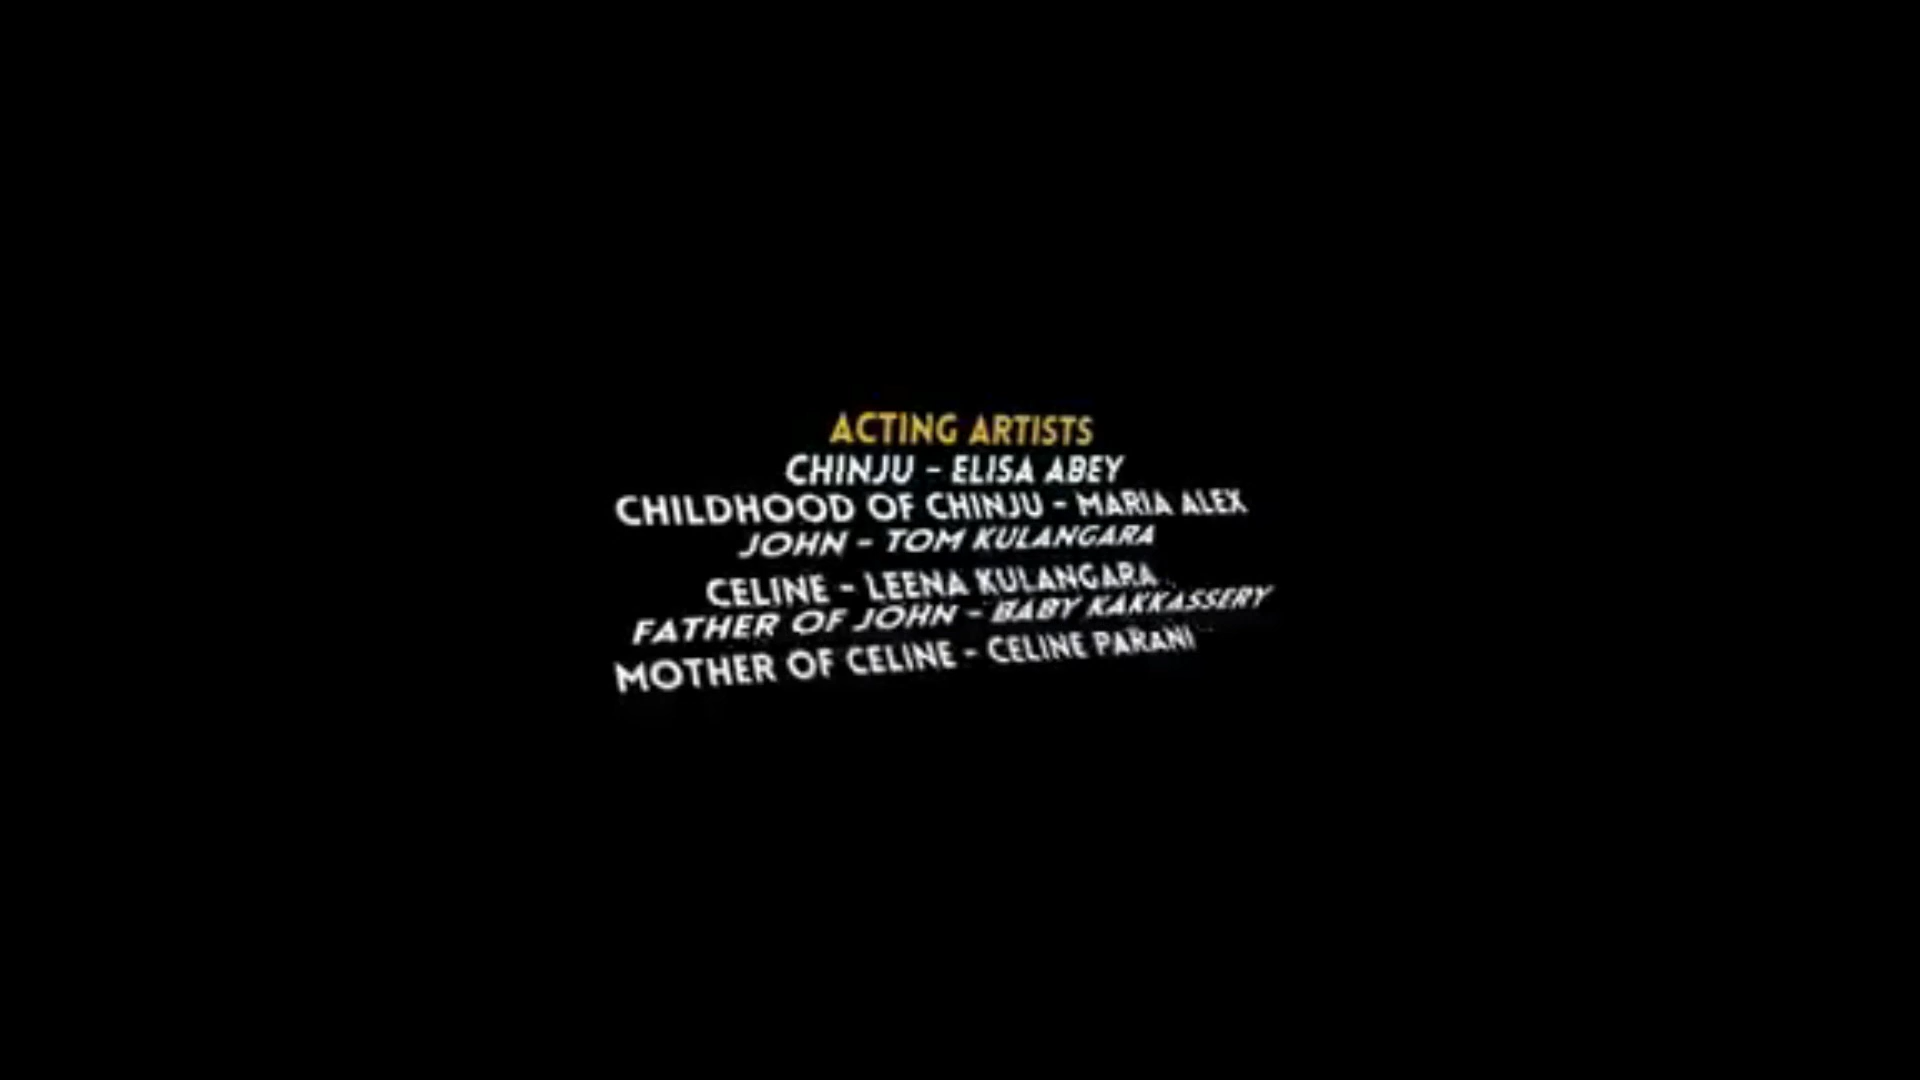 ACTING ARTISTS
CHINJU - ELISA ABEY
CHILDHOOD OF CHINJU - MARIA ALEX
JOHN - TOM KULANGARA
CELINE - LEENA KULANGARA
FATHER OF JOHN - BABY KAKKASSERY
MOTHER OF CELINE - CELINE PARANI